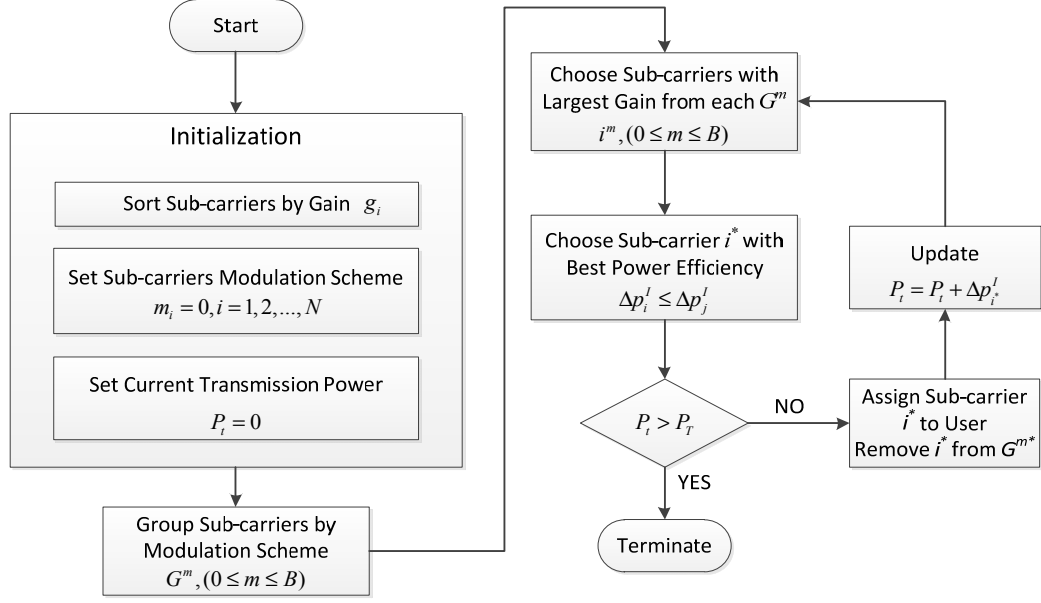 Start
Initialization
Sort Sub-carriers by Gain g_i
Set Sub-carriers Modulation Scheme
m_i = 0, i = 1, 2, ..., N
Set Current Transmission Power
P_t = 0
Group Sub-carriers by
Modulation Scheme
G^m, (0 ≤ m ≤ B)
Choose Sub-carriers with
Largest Gain from each G^m
i^m, (0 ≤ m ≤ B)
Choose Sub-carrier i^* with
Best Power Efficiency
Δp_i^I ≤ Δp_j^I
P_t > P_T
NO
YES
Terminate
Assign Sub-carrier
i^* to User
Remove i^* from G^{m*}
Update
P_t = P_t + Δp_{i^*}^I